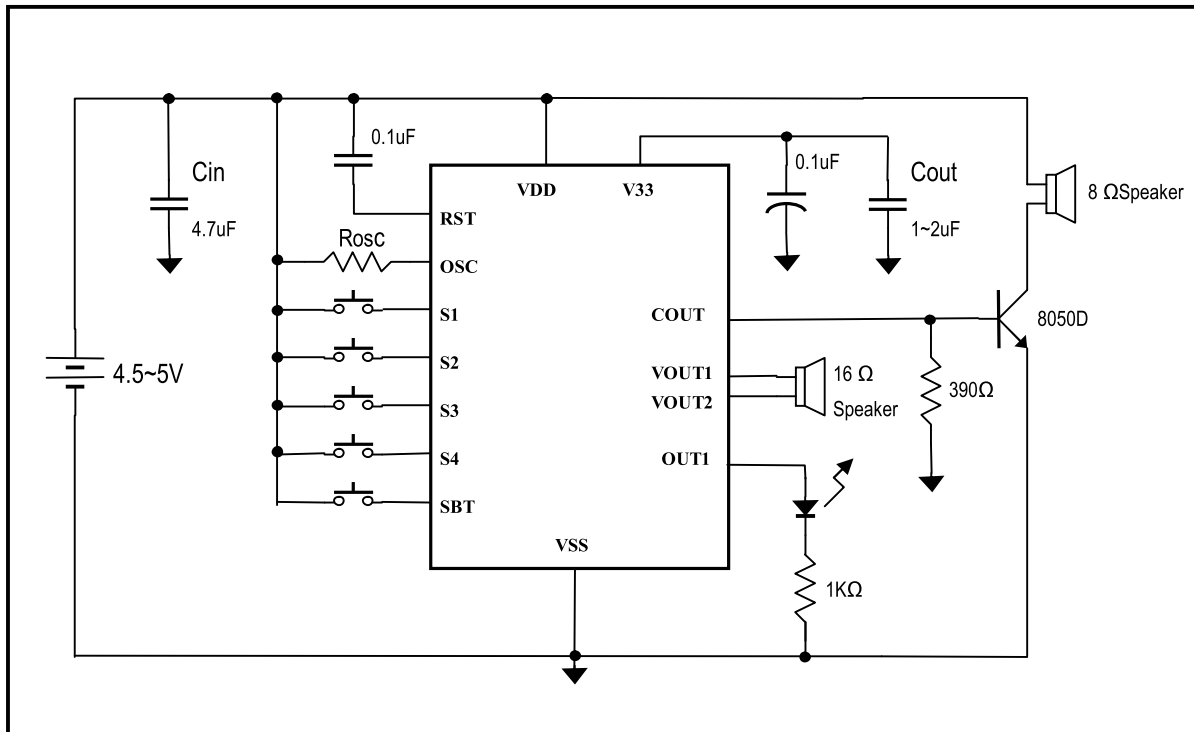 0.1uF
Cin
4.7uF
VDD
V33
0.1uF
Cout
1~2uF
8 ΩSpeaker
RST
Rosc
OSC
S1
COUT
8050D
S2
4.5~5V
VOUT1
16 Ω
VOUT2
Speaker
390Ω
S3
S4
OUT1
SBT
VSS
1KΩ